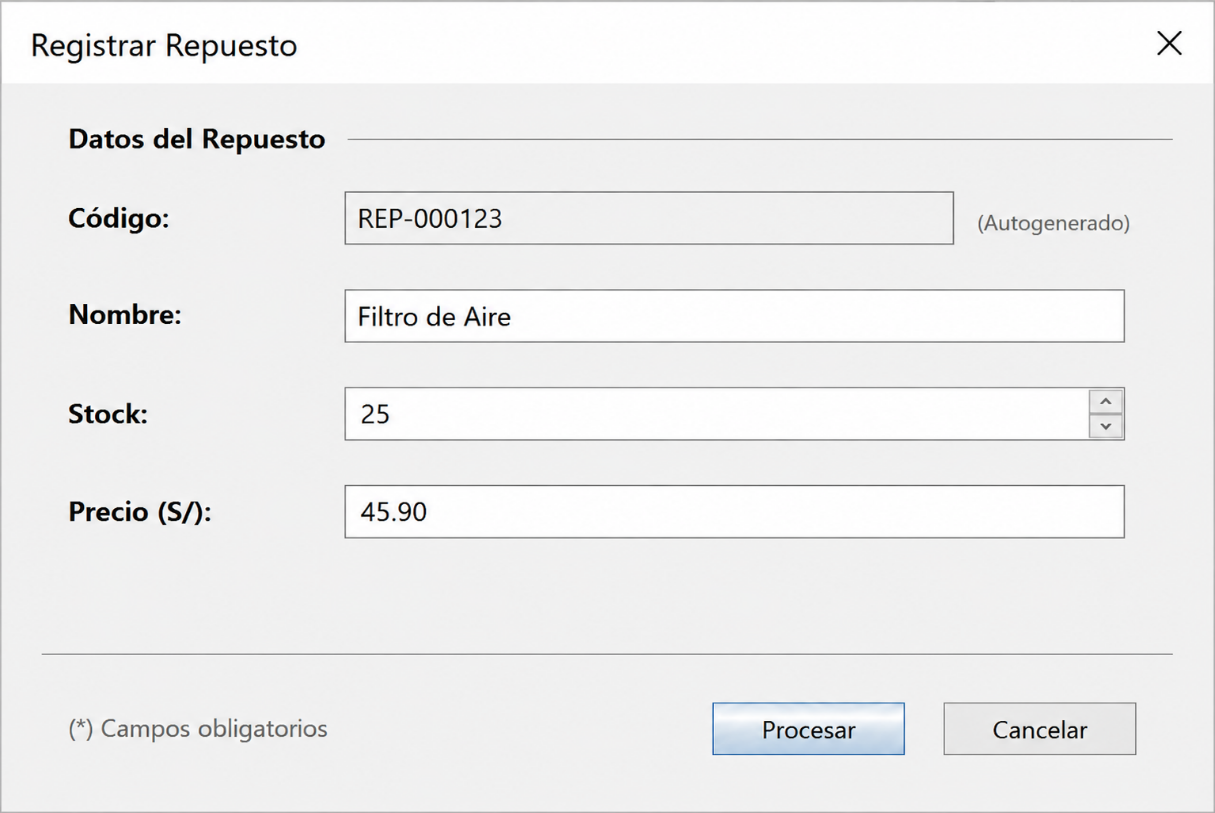 Registrar Repuesto
Datos del Repuesto
Código: REP-000123 (Autogenerado)
Nombre: Filtro de Aire
Stock: 25
Precio (S/): 45.90
(*) Campos obligatorios Procesar Cancelar